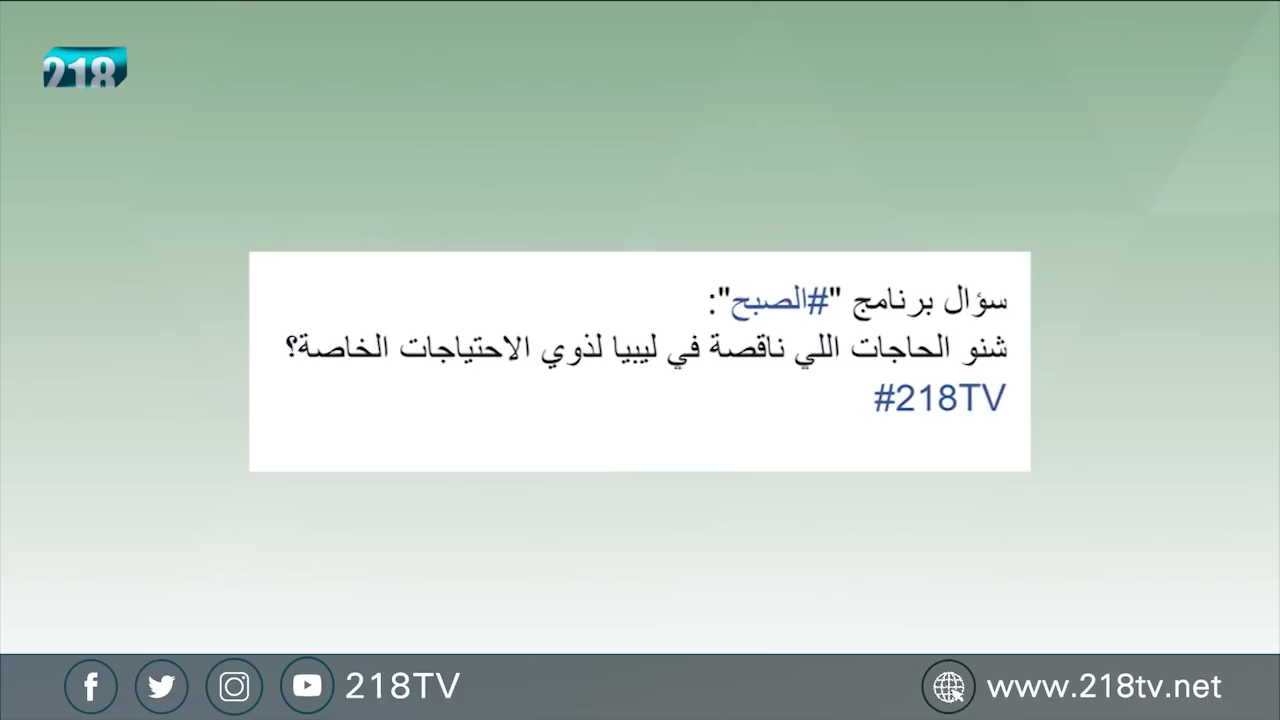 218
سؤال برنامج "#الصبح":
شنو الحاجات اللي ناقصة في ليبيا لذوي الاحتياجات الخاصة؟
#218TV
218TV
www.218tv.net